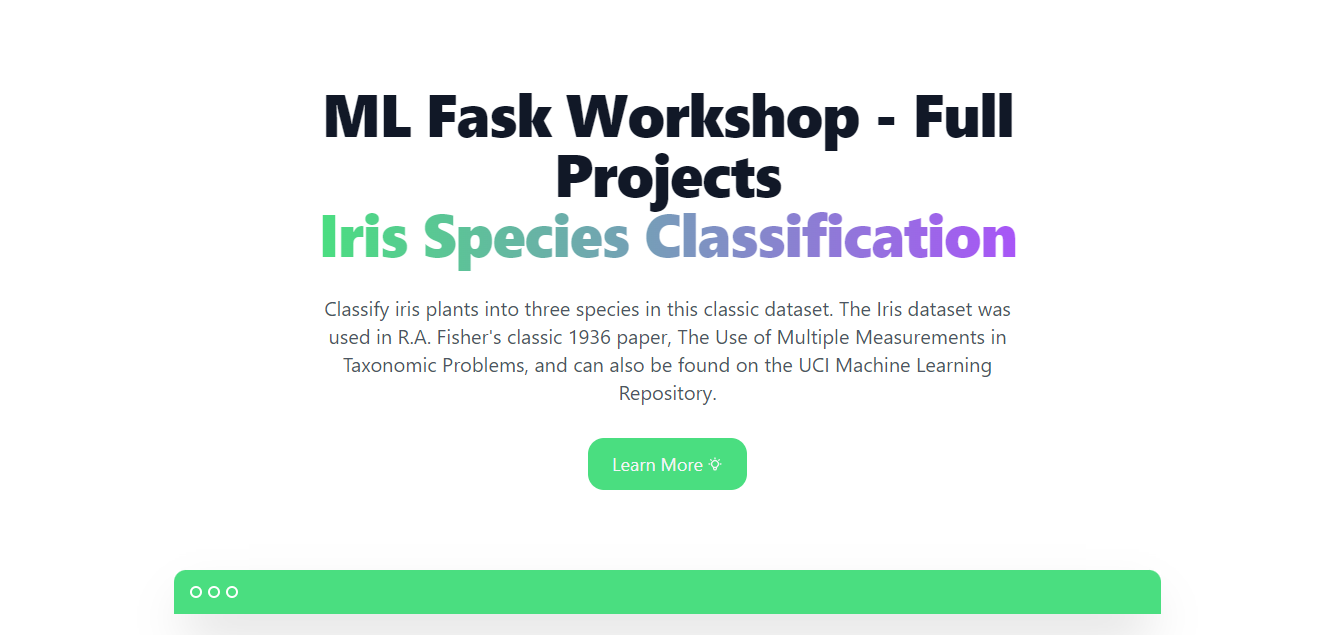 ML Fask Workshop - Full
Projects
Iris Species Classification
Classify iris plants into three species in this classic dataset. The Iris dataset was
used in R.A. Fisher's classic 1936 paper, The Use of Multiple Measurements in
Taxonomic Problems, and can also be found on the UCI Machine Learning
Repository.
Learn More